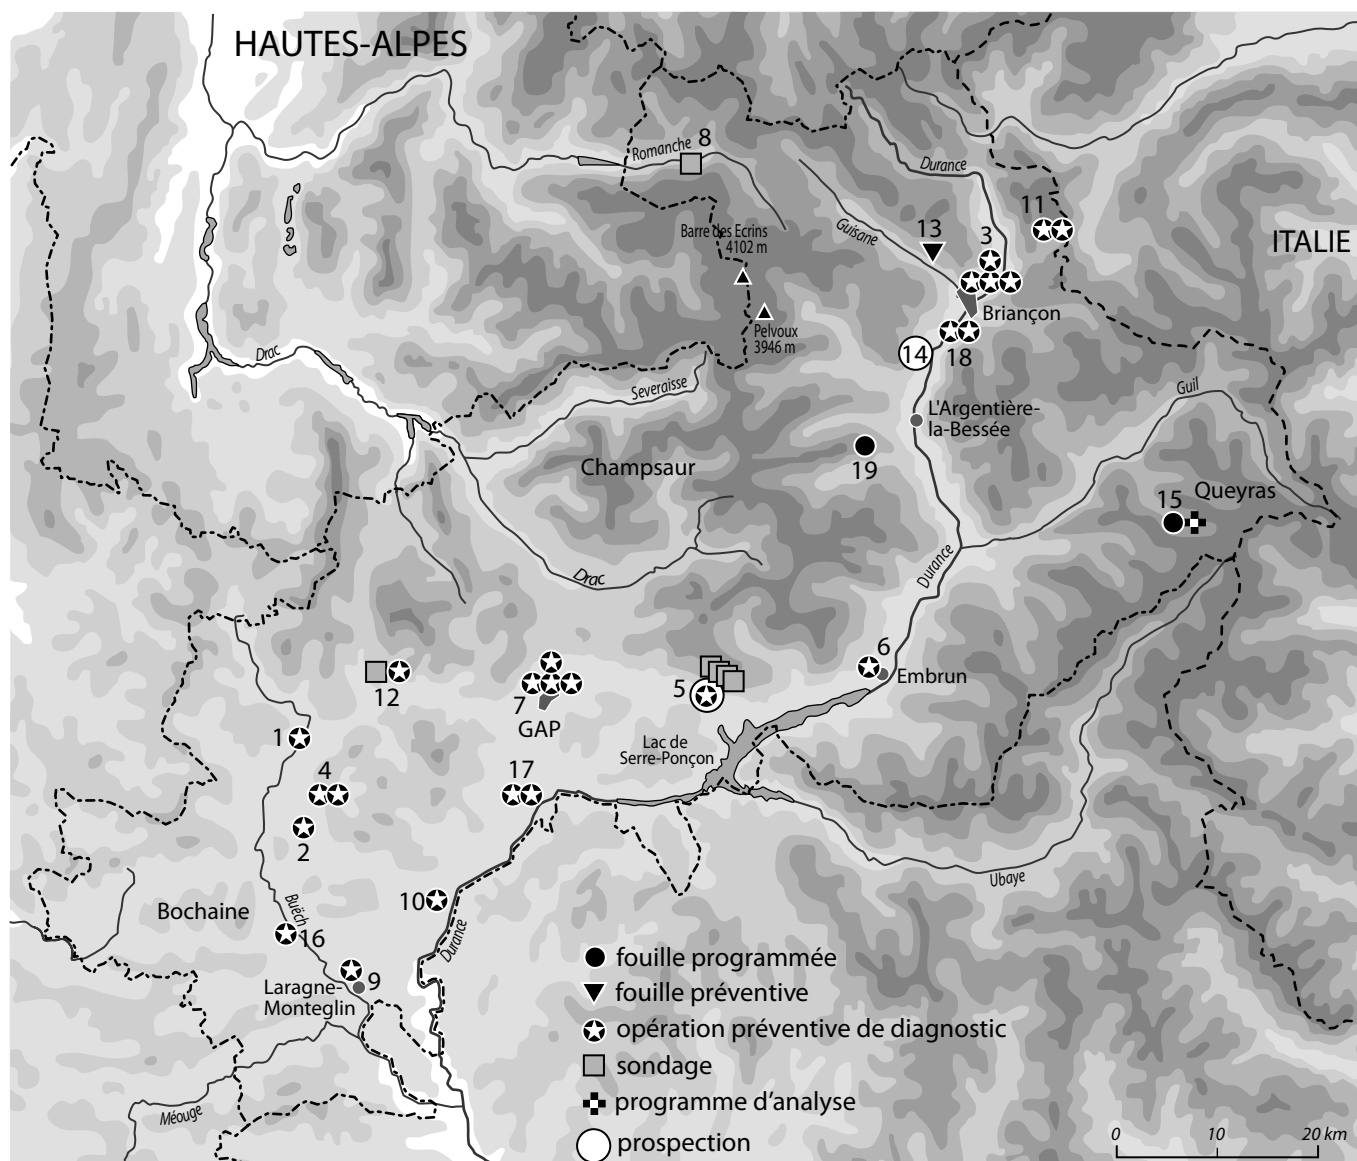 HAUTES-ALPES
8
Romanche
Durance
11
13
3
Guisane
ITALIE
Barre des Ecrins
4102 m
Briançon
Pelvoux
3946 m
14
18
Drac
Severaisse
Guil
L'Argentière-
la-Bessée
Champsaur
19
15
Queyras
Drac
Durance
6
Embrun
12
7
5
GAP
1
Lac de
Serre-Ponçon
4
17
2
Ubaye
10
Bochaine
Buëch
16
Durance
9
Laragne-
Monteglin
Méouge
fouille programmée
fouille préventive
opération préventive de diagnostic
sondage
programme d'analyse
prospection
0 10 20 km